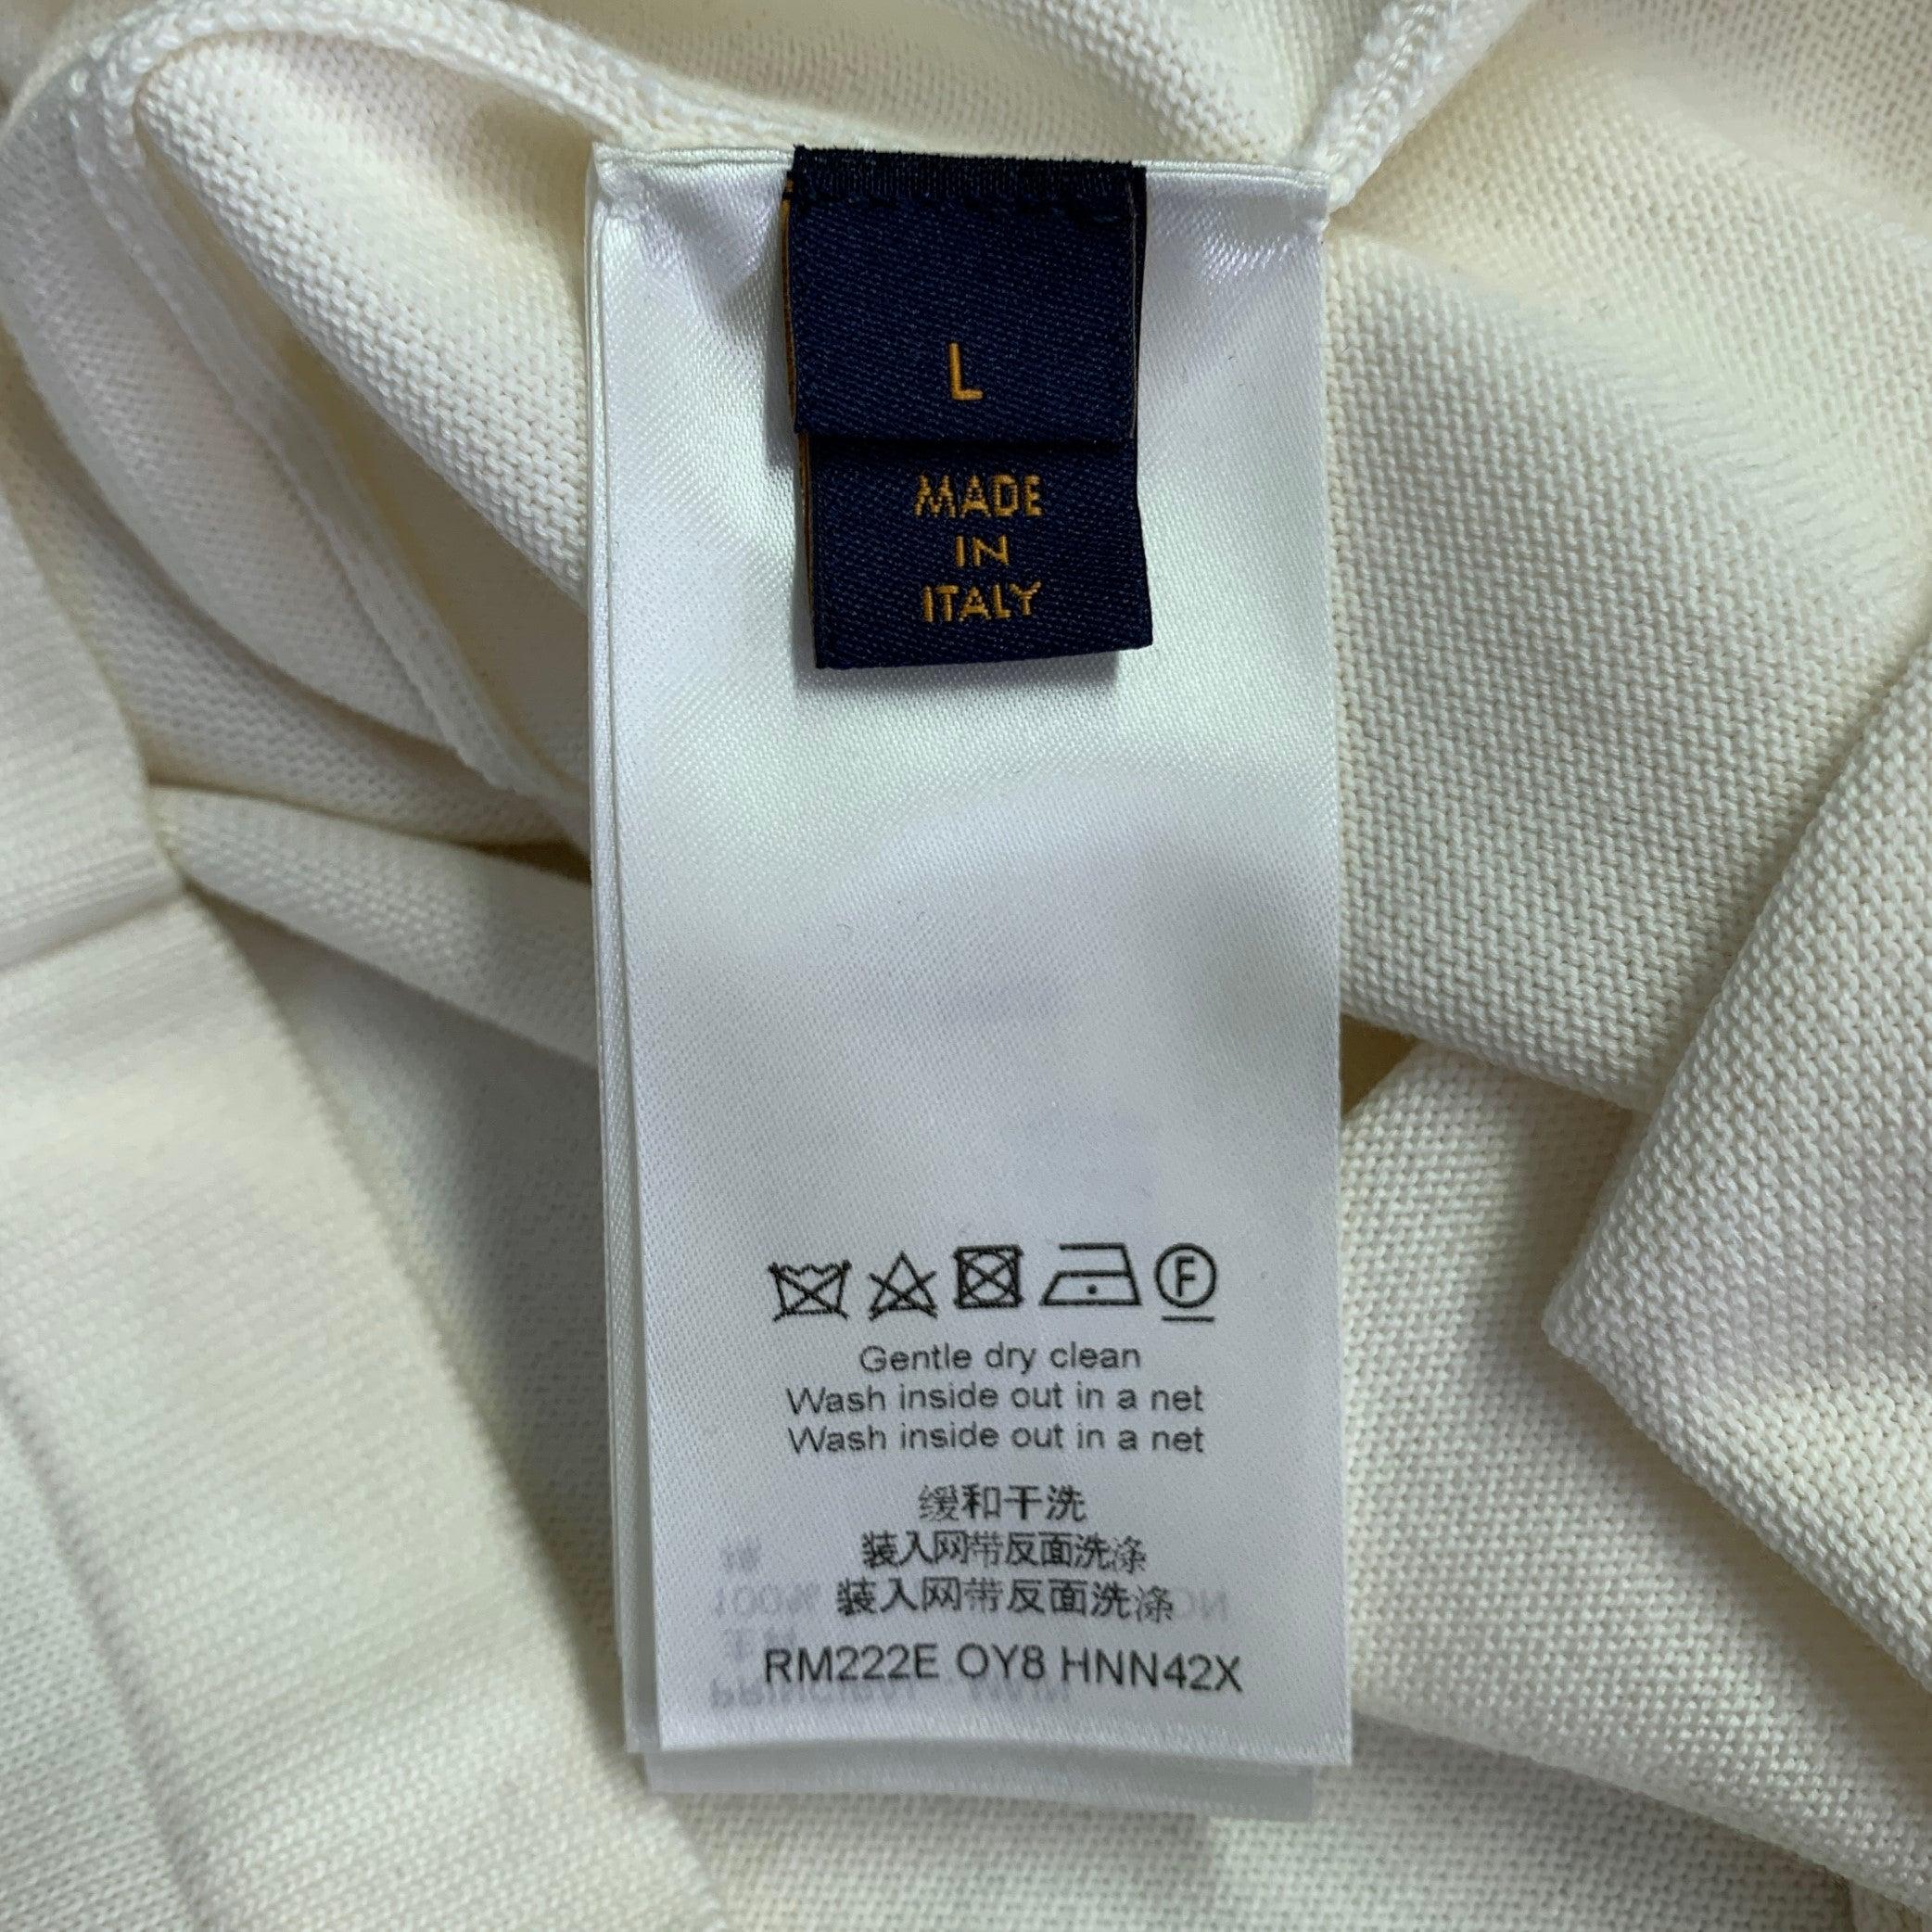 L
MADE
IN
ITALY
F
Gentle dry clean
Wash inside out in a net
Wash inside out in a net
缓和干洗
装入网带反面洗涤
装入网带反面洗涤
100%
RM222E OY8 HNN42X
PRINCIPAL